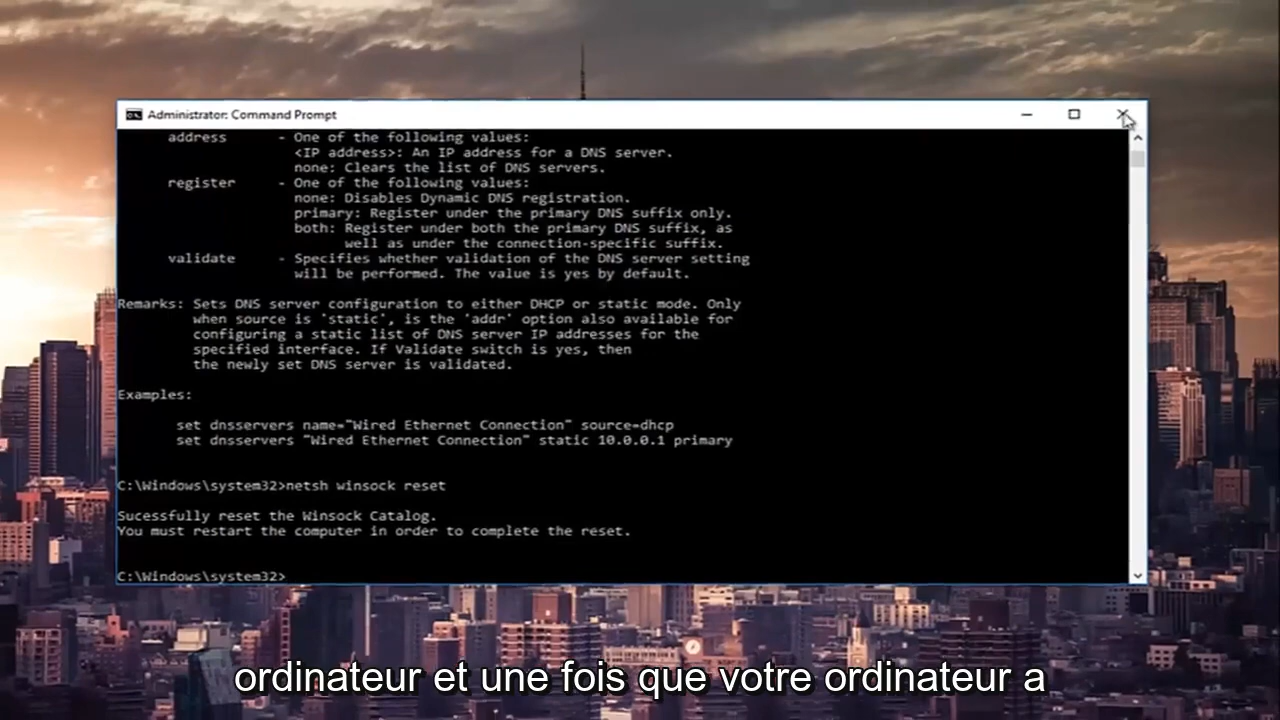 Administrator: Command Prompt
address - One of the following values:
<IP address>: An IP address for a DNS server.
none: Clears the list of DNS servers.
register - One of the following values:
none: Disables Dynamic DNS registration.
primary: Register under the primary DNS suffix only.
both: Register under both the primary DNS suffix, as
well as under the connection-specific suffix.
validate - Specifies whether validation of the DNS server setting
will be performed. The value is yes by default.
Remarks: Sets DNS server configuration to either DHCP or static mode. Only
when source is 'static', is the 'addr' option also available for
configuring a static list of DNS server IP addresses for the
specified interface. If Validate switch is yes, then
the newly set DNS server is validated.
Examples:
set dnsservers name="Wired Ethernet Connection" source=dhcp
set dnsservers "Wired Ethernet Connection" static 10.0.0.1 primary
C:\Windows\system32>netsh winsock reset
Sucessfully reset the Winsock Catalog.
You must restart the computer in order to complete the reset.
C:\Windows\system32>
ordinateur et une fois que votre ordinateur a